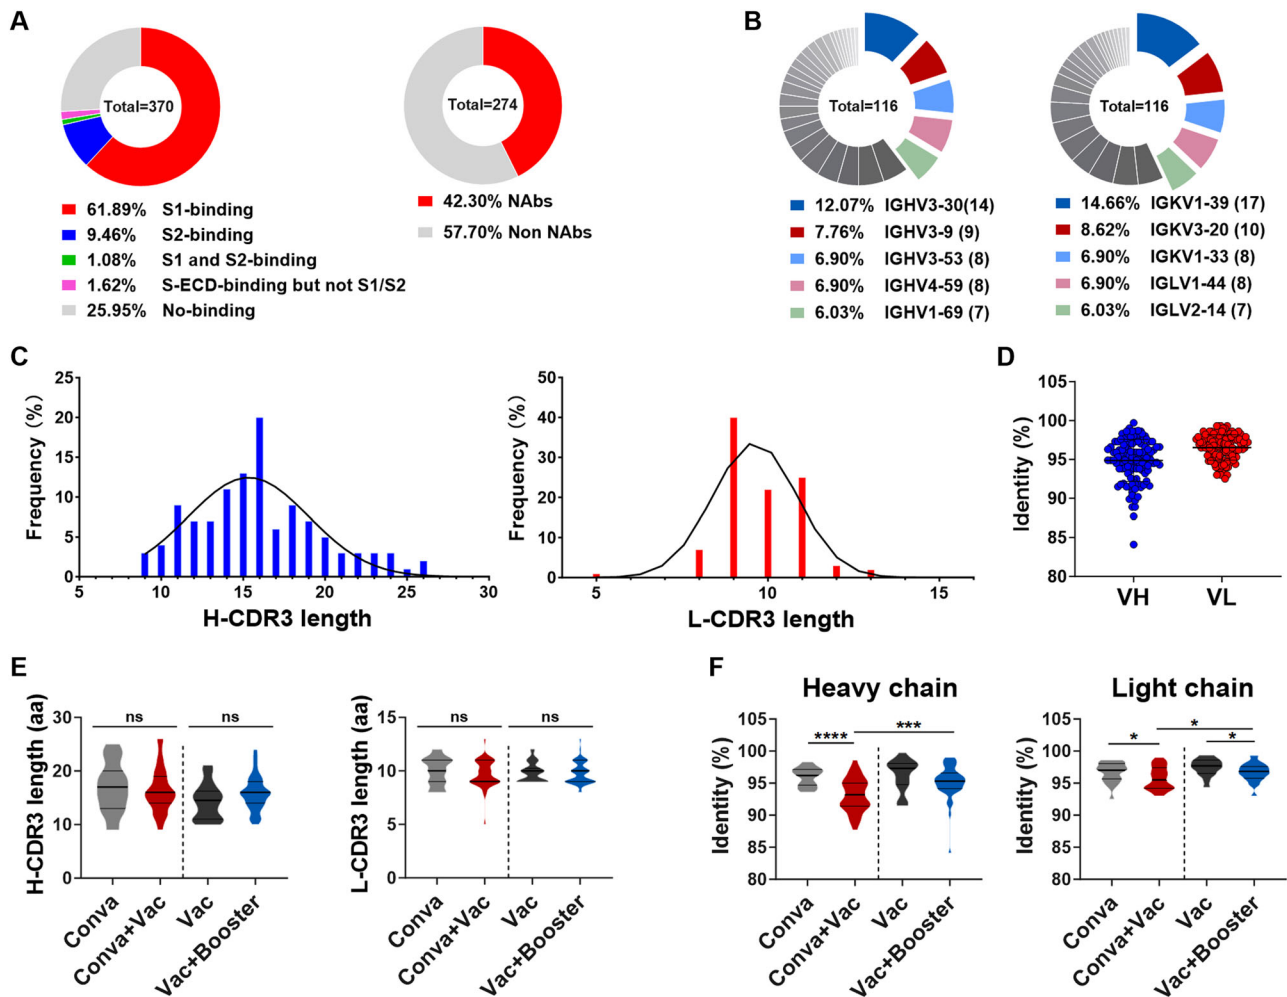 A
Total=370
61.89% S1-binding
9.46% S2-binding
1.08% S1 and S2-binding
1.62% S-ECD-binding but not S1/S2
25.95% No-binding
Total=274
42.30% NAbs
57.70% Non NAbs
B
Total=116
12.07% IGHV3-30(14)
7.76% IGHV3-9 (9)
6.90% IGHV3-53 (8)
6.90% IGHV4-59 (8)
6.03% IGHV1-69 (7)
Total=116
14.66% IGKV1-39 (17)
8.62% IGKV3-20 (10)
6.90% IGKV1-33 (8)
6.90% IGLV1-44 (8)
6.03% IGLV2-14 (7)
C
Frequency (%)
25
20
15
10
5
0
5 10 15 20 25 30
H-CDR3 length
Frequency (%)
50
40
30
20
10
0
5 10 15
L-CDR3 length
D
Identity (%)
105
100
95
90
85
80
VH VL
E
H-CDR3 length (aa)
30
20
10
0
ns ns
Conva
Conva+Vac
Vac
Vac+Booster
L-CDR3 length (aa)
15
10
5
0
ns ns
Conva
Conva+Vac
Vac
Vac+Booster
F
Heavy chain
Identity (%)
105
100
95
90
85
80
**** ***
Conva
Conva+Vac
Vac
Vac+Booster
Light chain
Identity (%)
105
100
95
90
85
80
*
* *
Conva
Conva+Vac
Vac
Vac+Booster